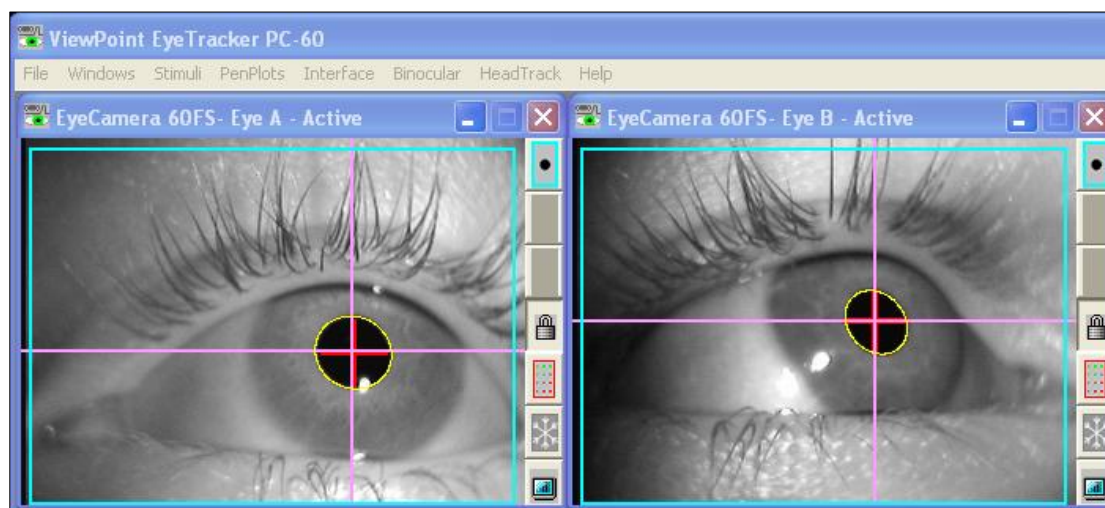 ViewPoint EyeTracker PC-60
File Windows Stimuli PenPlots Interface Binocular HeadTrack Help
EyeCamera 60FS- Eye A - Active
EyeCamera 60FS- Eye B - Active